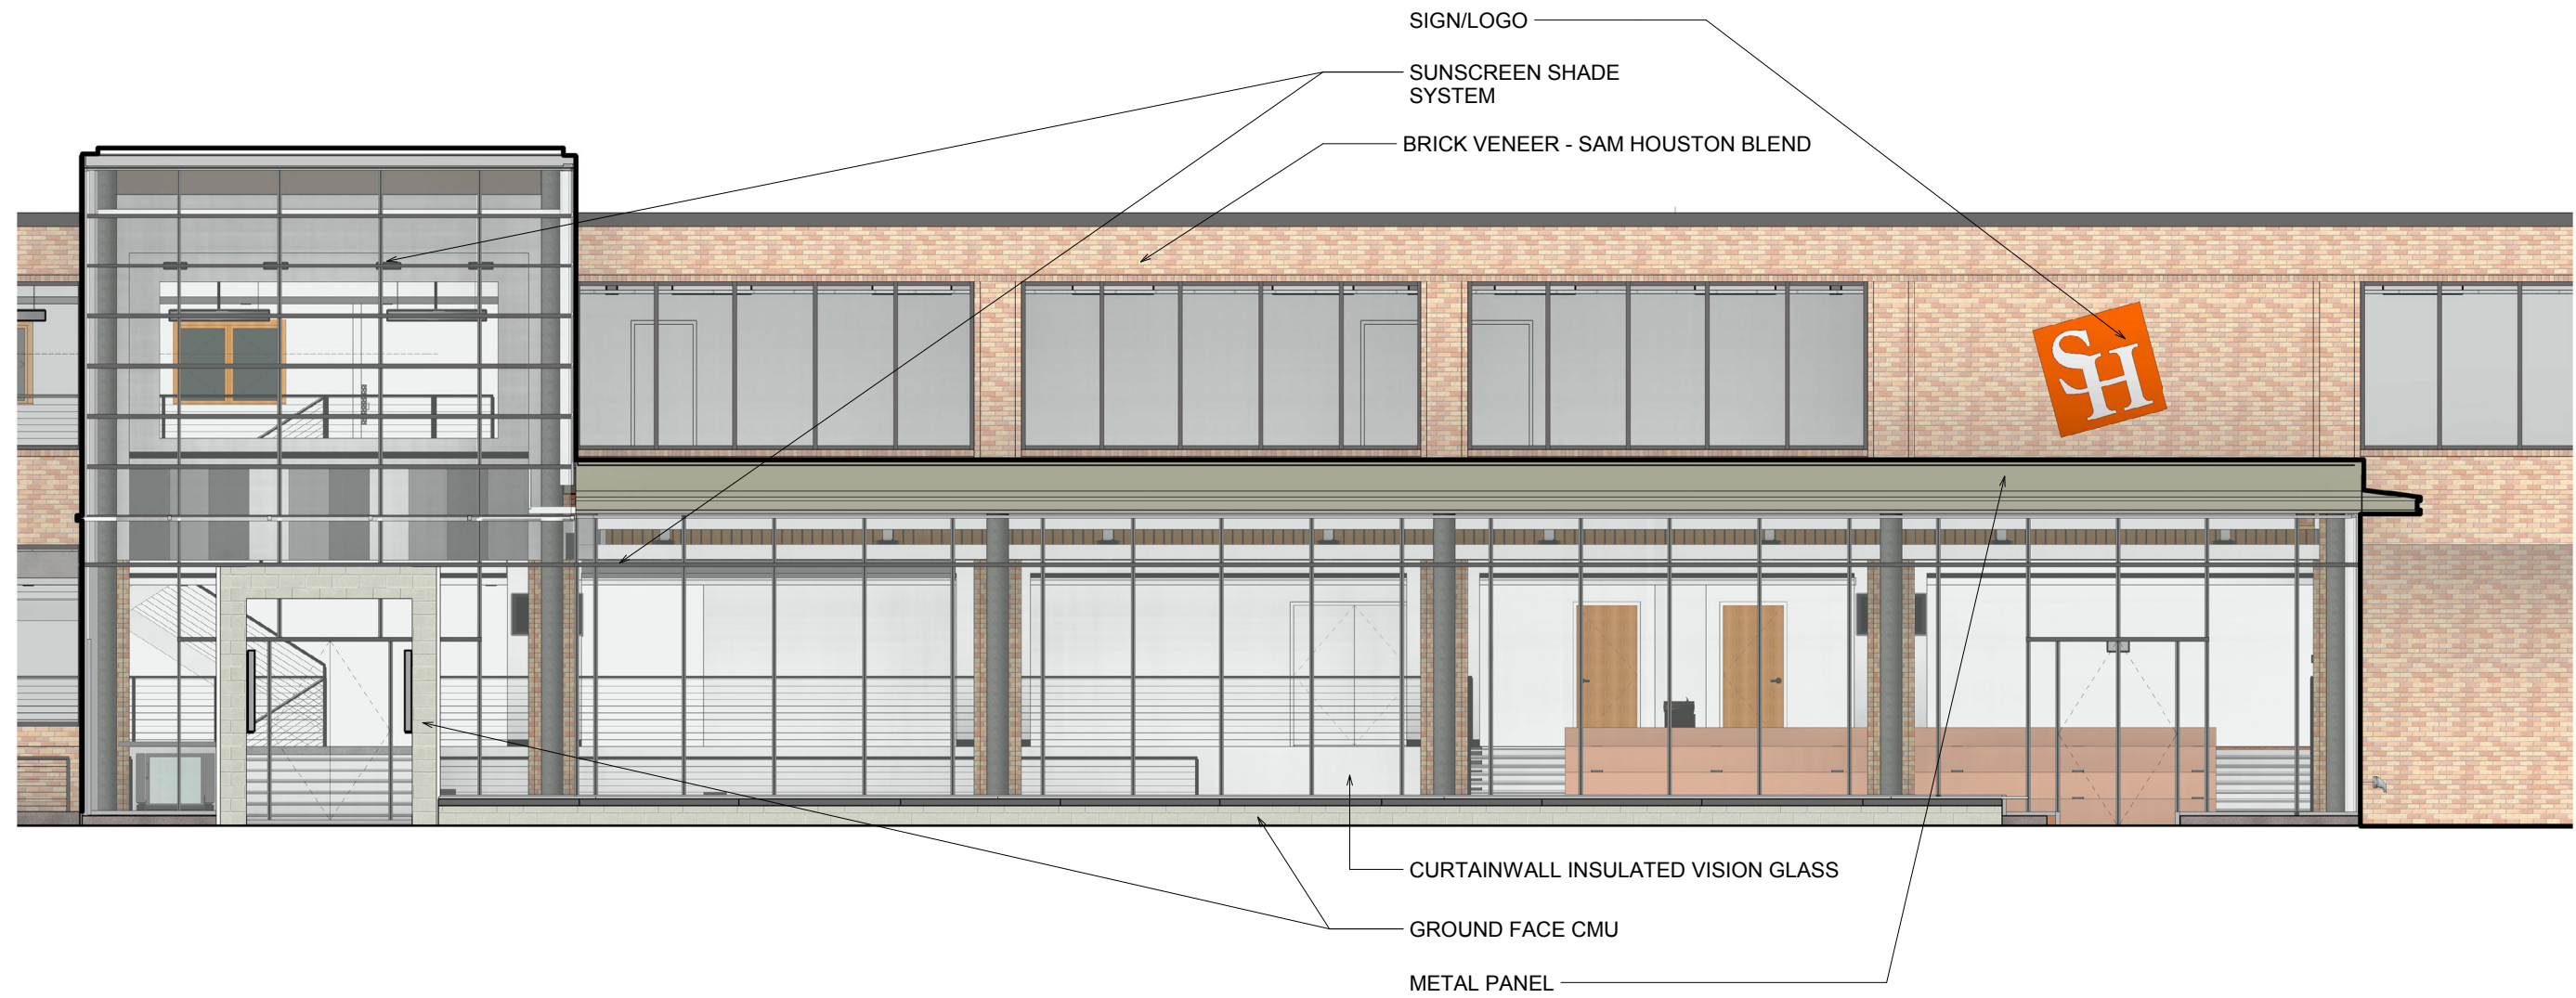 SIGN/LOGO
SUNSCREEN SHADE
SYSTEM
BRICK VENEER - SAM HOUSTON BLEND
SH
CURTAINWALL INSULATED VISION GLASS
GROUND FACE CMU
METAL PANEL